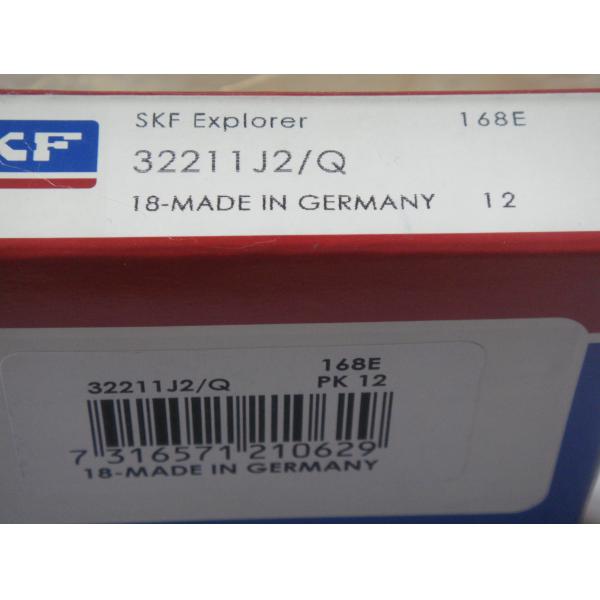 SKF Explorer 168E
KF 32211J2/Q
18-MADE IN GERMANY 12
168E
32211J2/Q PK 12
7 316571 210629
18-MADE IN GERMANY